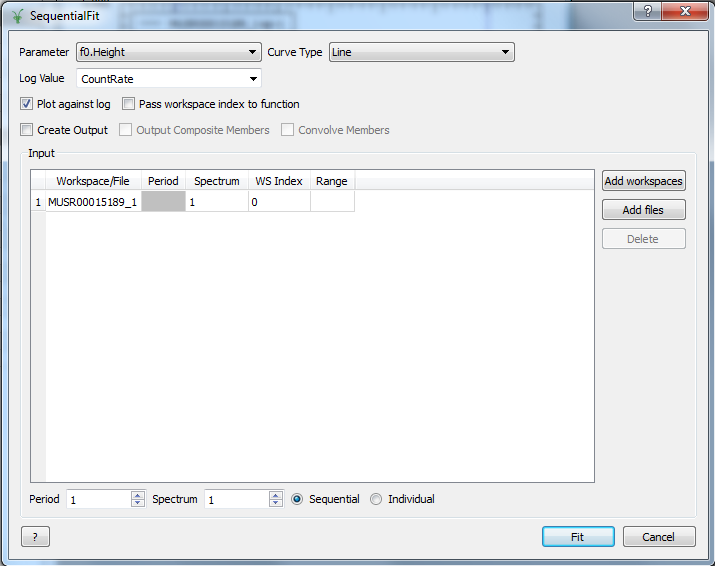 SequentialFit
Parameter f0.Height Curve Type Line
Log Value CountRate
Plot against log Pass workspace index to function
Create Output Output Composite Members Convolve Members
Input
Workspace/File Period Spectrum WS Index Range
1 MUSR00015189_1 1 0
Add workspaces
Add files
Delete
Period 1 Spectrum 1 Sequential Individual
? Fit Cancel